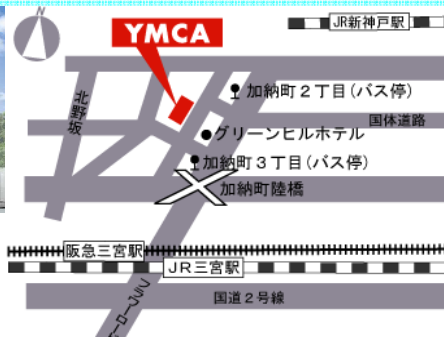 N
YMCA
JR新神戸駅
北野坂
加納町２丁目(バス停)
国体道路
グリーンヒルホテル
加納町３丁目(バス停)
加納町陸橋
阪急三宮駅
JR三宮駅
国道２号線
フラワーロード